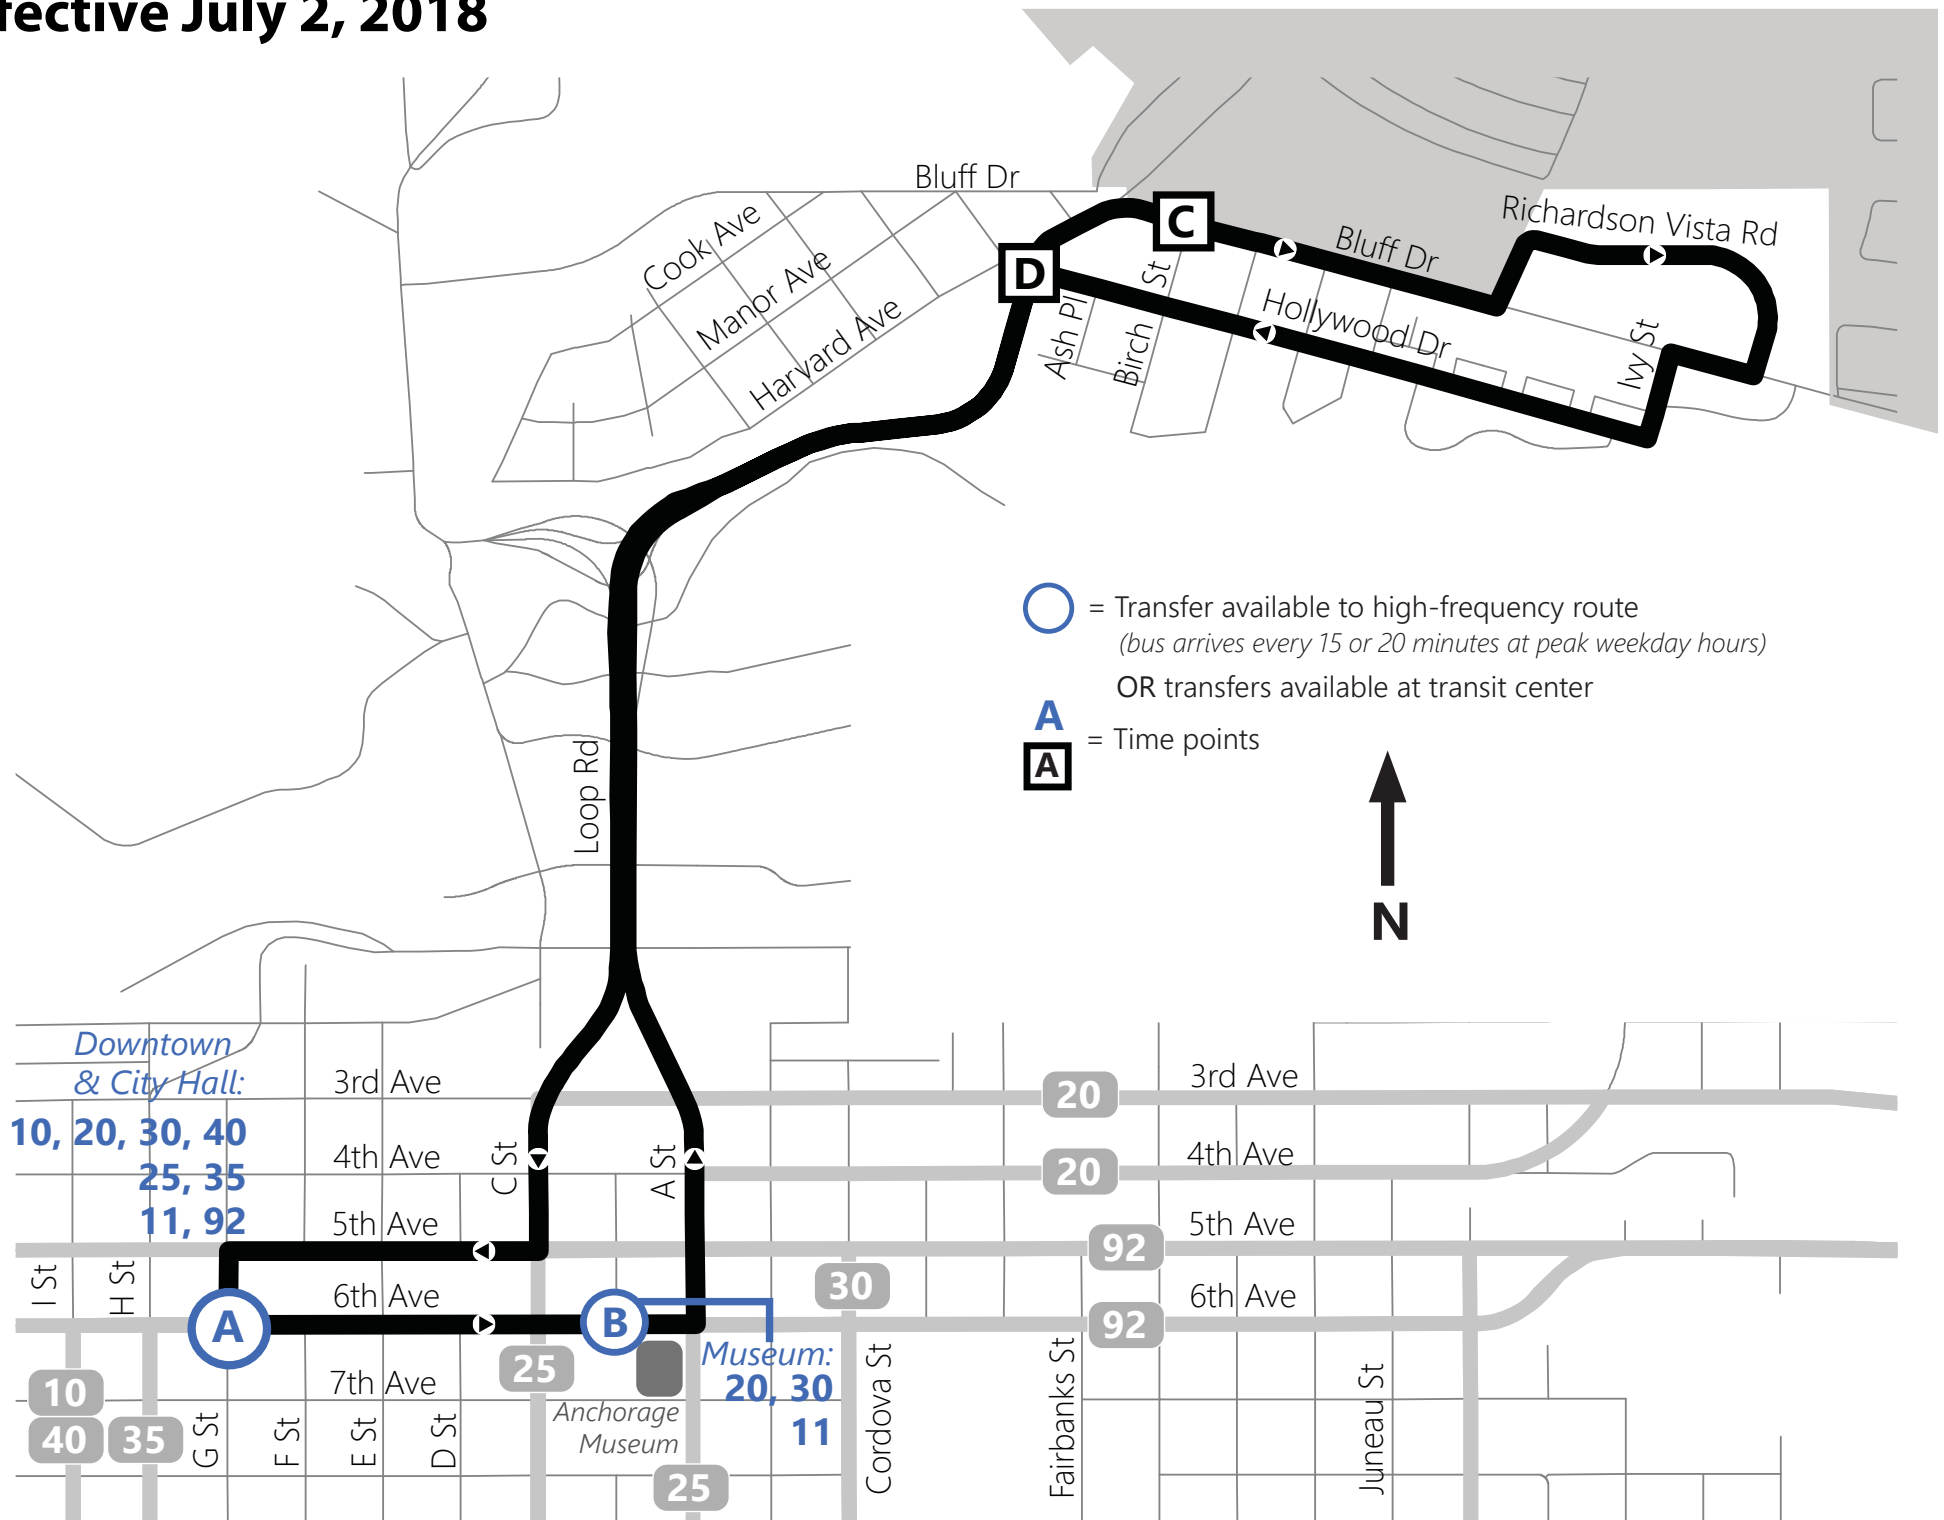 fective July 2, 2018
Bluff Dr
Cook Ave
Manor Ave
Harvard Ave
C
D
Bluff Dr
Richardson Vista Rd
Hollywood Dr
Ash Pl
Birch St
Ivy St
= Transfer available to high-frequency route
(bus arrives every 15 or 20 minutes at peak weekday hours)
OR transfers available at transit center
A
= Time points
A
N
Loop Rd
Downtown
& City Hall:
10, 20, 30, 40
25, 35
11, 92
3rd Ave
20
3rd Ave
4th Ave
C St
A St
20
4th Ave
5th Ave
92
5th Ave
I St
H St
6th Ave
30
6th Ave
A
B
92
Museum:
20, 30
11
25
7th Ave
10
40
35
G St
F St
E St
D St
Anchorage
Museum
25
Cordova St
Fairbanks St
Juneau St